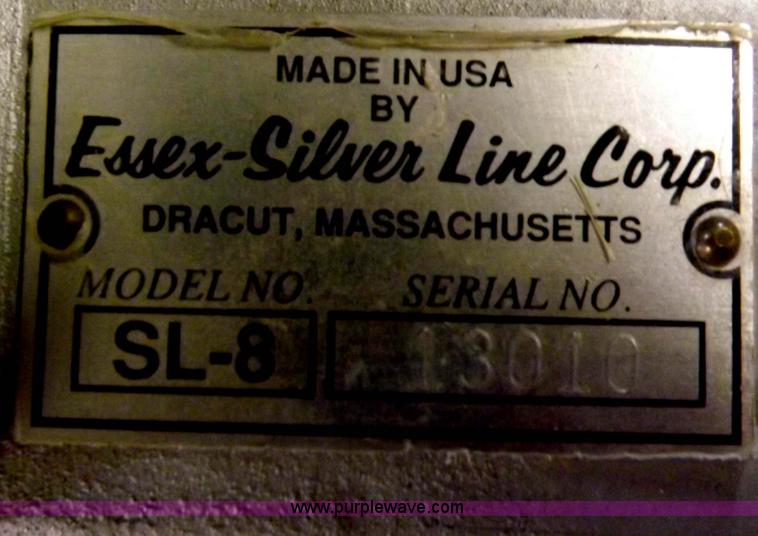 MADE IN USA
BY
Essex-Silver Line Corp.
DRACUT, MASSACHUSETTS
MODEL NO. SERIAL NO.
SL-8 13010
www.purplewave.com